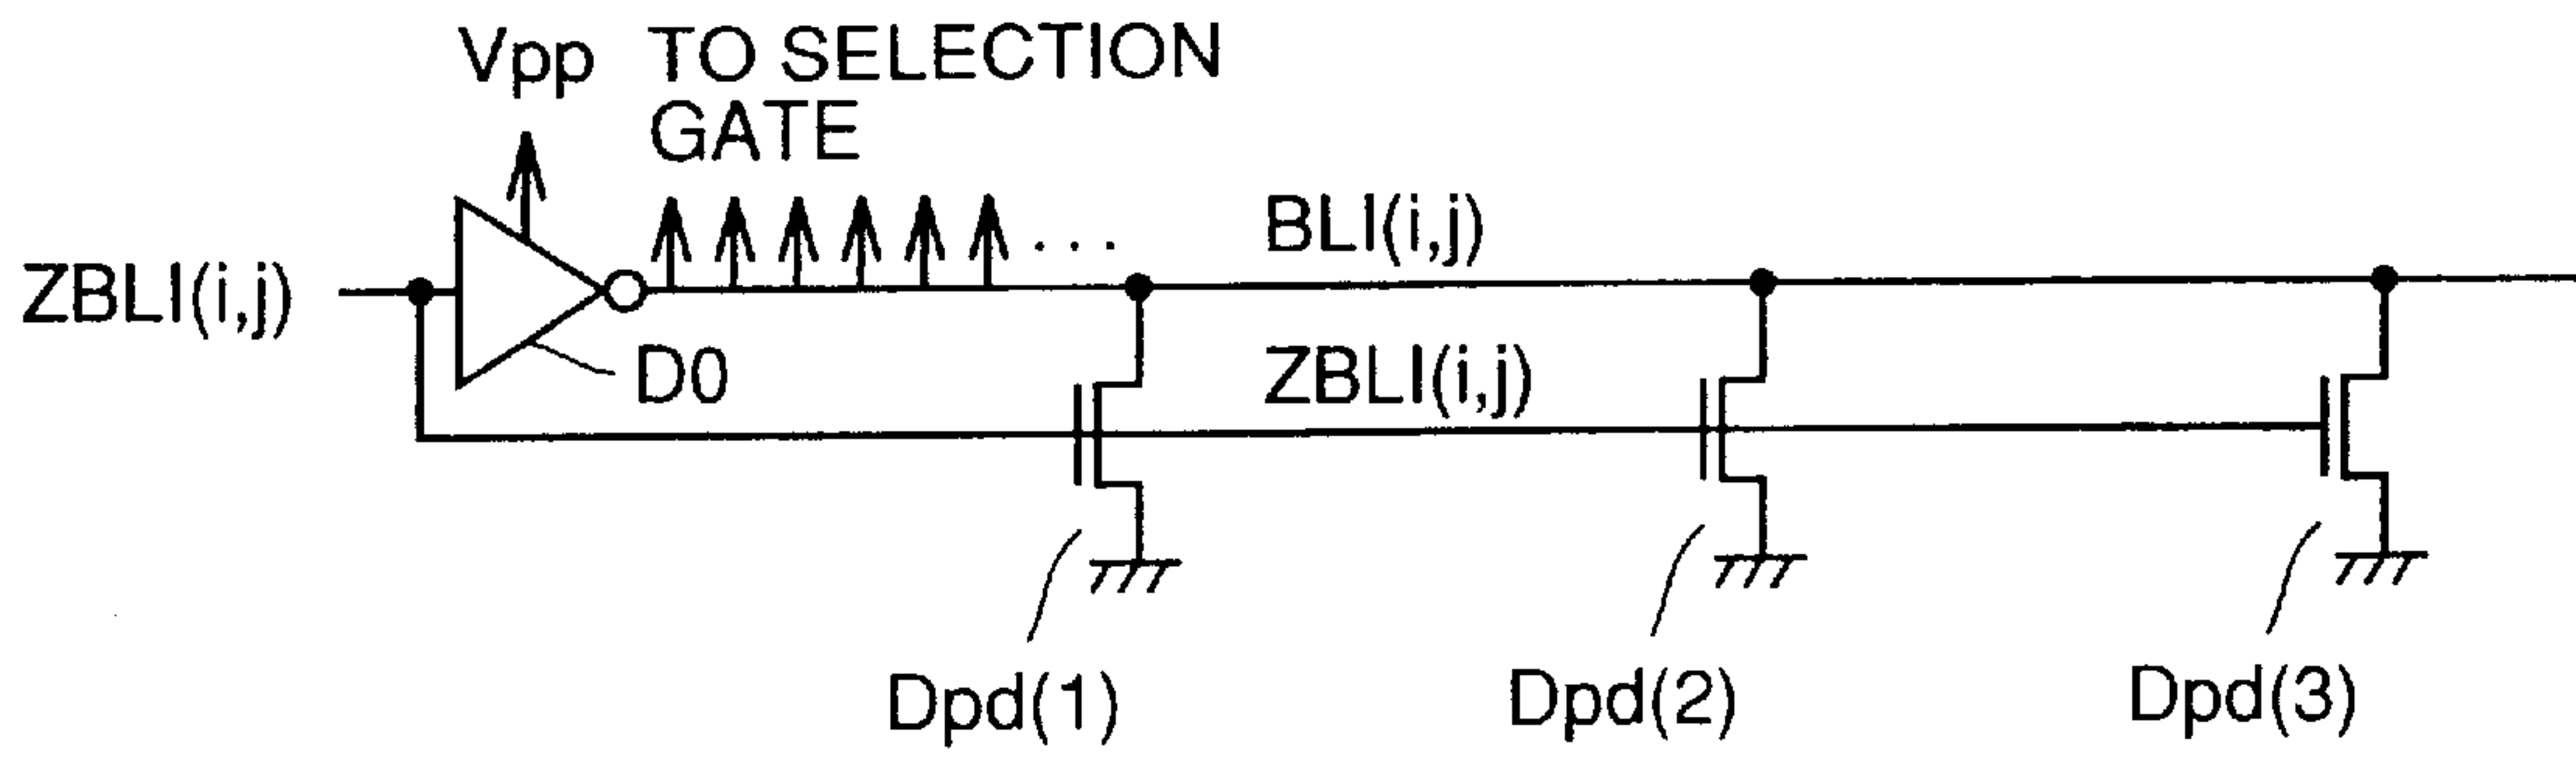 Vpp
TO SELECTION
GATE
ZBLI(i,j)
...
BLI(i,j)
D0
ZBLI(i,j)
Dpd(1)
Dpd(2)
Dpd(3)